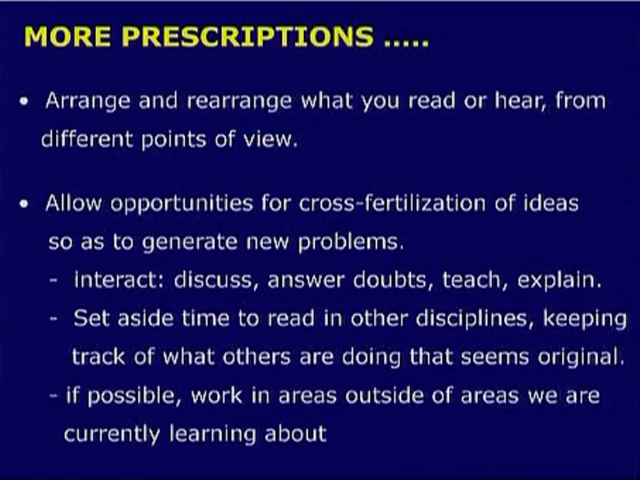 MORE PRESCRIPTIONS .....
• Arrange and rearrange what you read or hear, from
different points of view.
• Allow opportunities for cross-fertilization of ideas
so as to generate new problems.
- interact: discuss, answer doubts, teach, explain.
- Set aside time to read in other disciplines, keeping
track of what others are doing that seems original.
- if possible, work in areas outside of areas we are
currently learning about